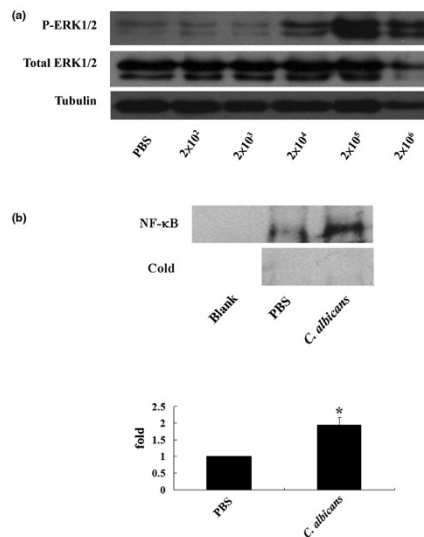 (a)
P-ERK1/2
Total ERK1/2
Tubulin
PBS 2×10² 2×10³ 2×10⁴ 2×10⁵ 2×10⁶
(b)
NF-κB
Cold
Blank PBS C. albicans
2.5
2
1.5
1
0.5
0
fold
*
PBS C. albicans